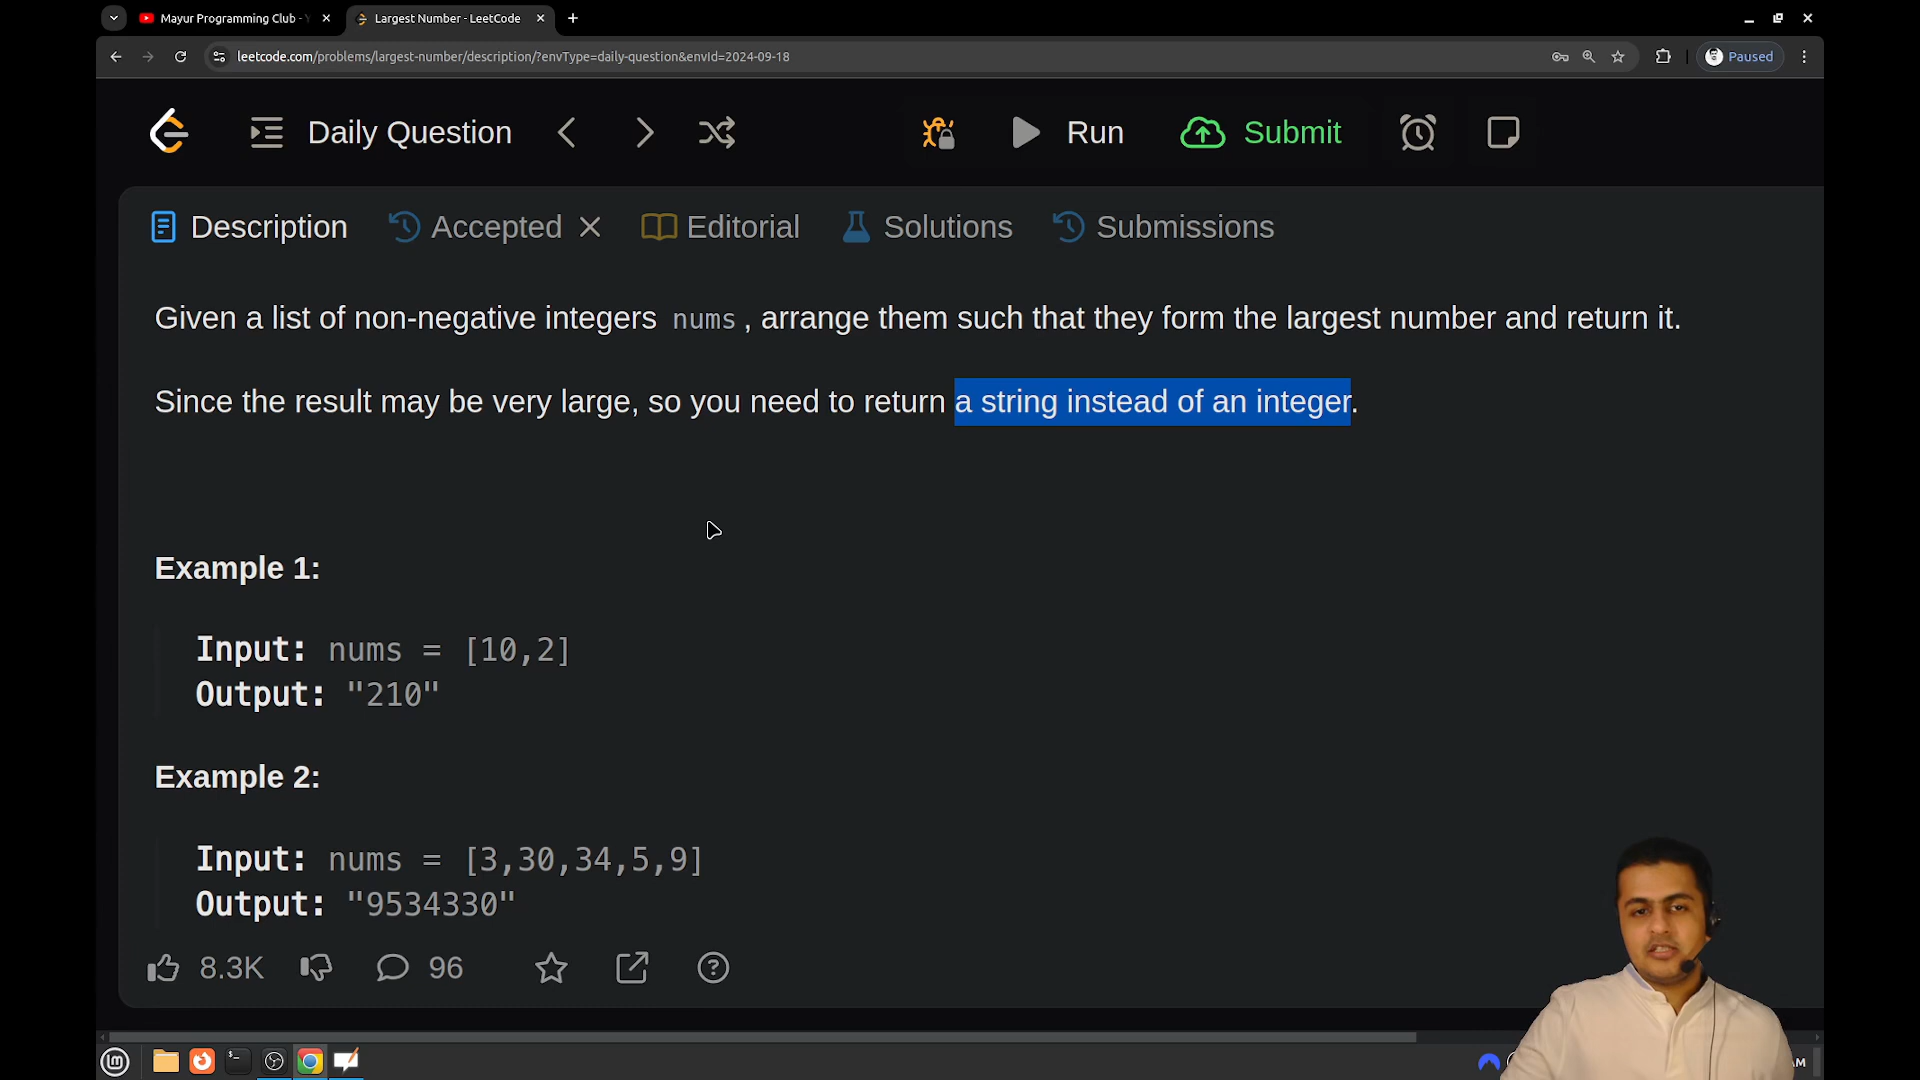 Mayur Programming Club -
Largest Number - LeetCode
leetcode.com/problems/largest-number/description/?envType=daily-question&envId=2024-09-18
Paused
Daily Question
Run
Submit
Description
Accepted
Editorial
Solutions
Submissions
Given a list of non-negative integers nums, arrange them such that they form the largest number and return it.
Since the result may be very large, so you need to return a string instead of an integer.
Example 1:
Input: nums = [10,2]
Output: "210"
Example 2:
Input: nums = [3,30,34,5,9]
Output: "9534330"
8.3K
96